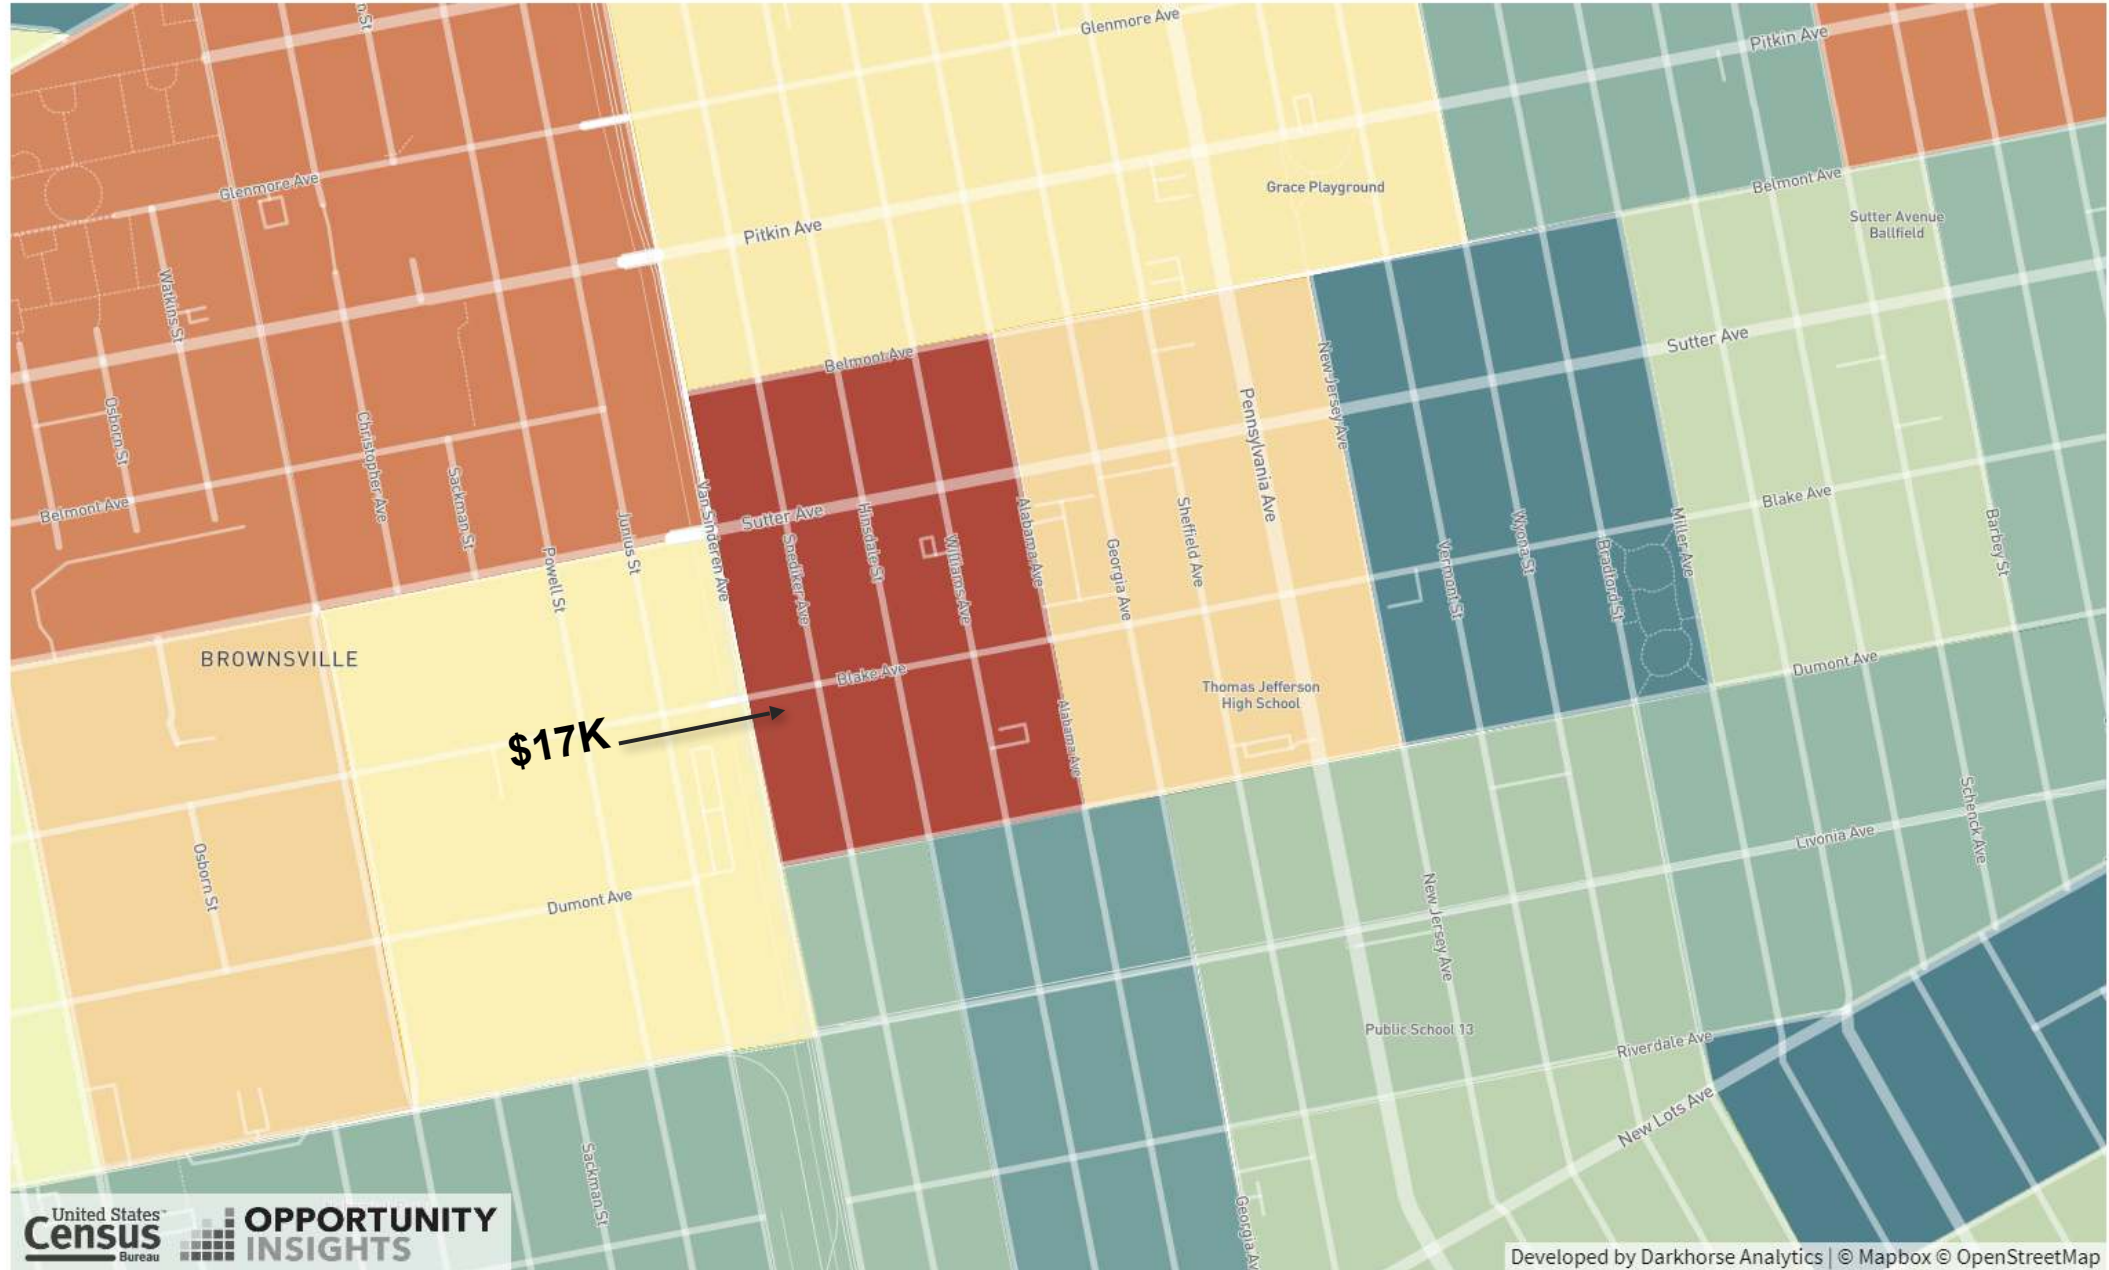 Glenmore Ave
Pitkin Ave
Glenmore Ave
Belmont Ave
Grace Playground
Sutter Avenue
Ballfield
Pitkin Ave
Watkins St
Sutter Ave
Belmont Ave
New Jersey Ave
Pennsylvania Ave
Osborn St
Christopher Ave
Sackman St
Belmont Ave
Junius St
Powell St
Van Sinderen Ave
Sutter Ave
Snediker Ave
Hinsdale St
Williams Ave
Alabama Ave
Georgia Ave
Sheffield Ave
Vermont St
Wyona St
Bradford St
Miller Ave
Blake Ave
Barbey St
BROWNSVILLE
Blake Ave
Dumont Ave
Thomas Jefferson
High School
Alabama Ave
$17K
Osborn St
Dumont Ave
New Jersey Ave
Livonia Ave
Schenck Ave
Public School 13
Riverdale Ave
New Lots Ave
Sackman St
Georgia Av
United States™
Census
Bureau
OPPORTUNITY
INSIGHTS
Developed by Darkhorse Analytics | © Mapbox © OpenStreetMap